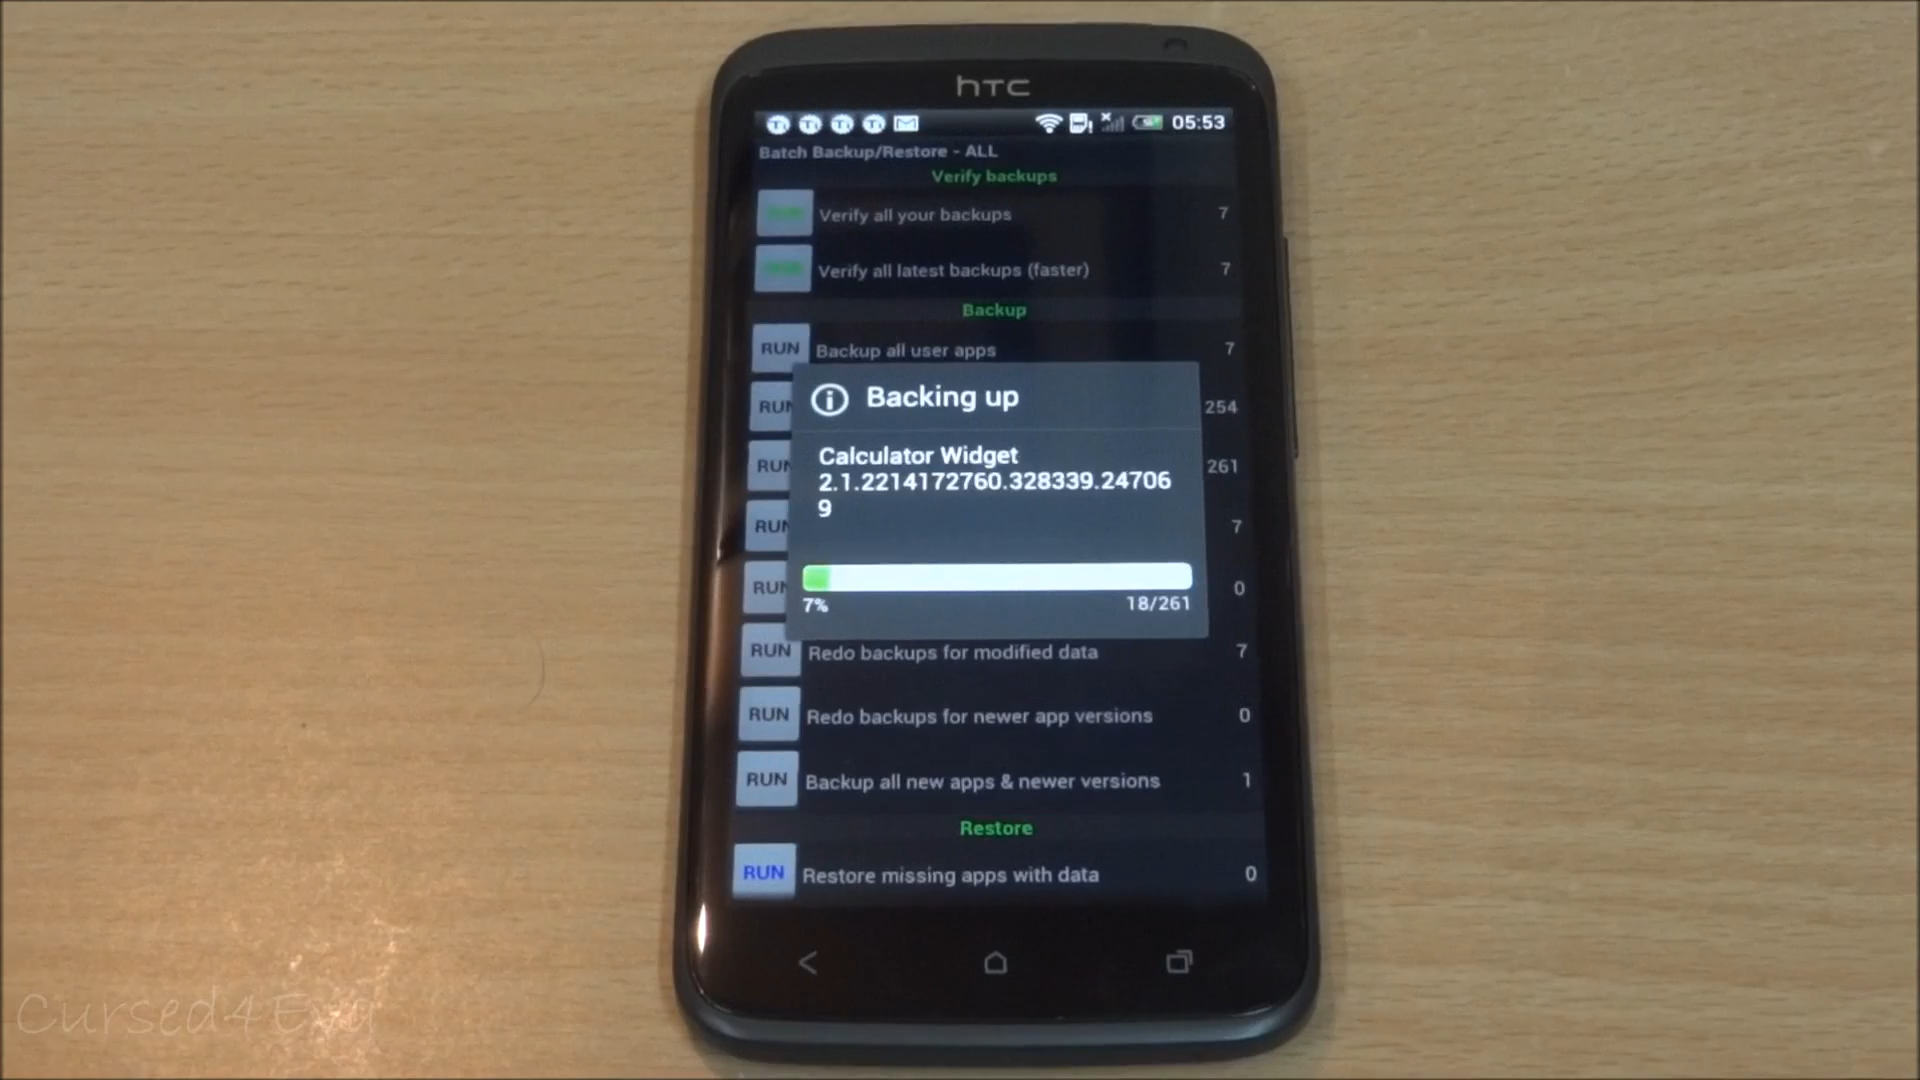 hTC
05:53
Batch Backup/Restore - ALL
Verify backups
Verify all your backups 7
Verify all latest backups (faster) 7
Backup
RUN Backup all user apps 7
RUN 254
RUN 261
RUN 7
RUN 0
Backing up
Calculator Widget
2.1.2214172760.328339.24706
9
7% 18/261
RUN Redo backups for modified data 7
RUN Redo backups for newer app versions 0
RUN Backup all new apps & newer versions 1
Restore
RUN Restore missing apps with data 0
Cursed4Eva